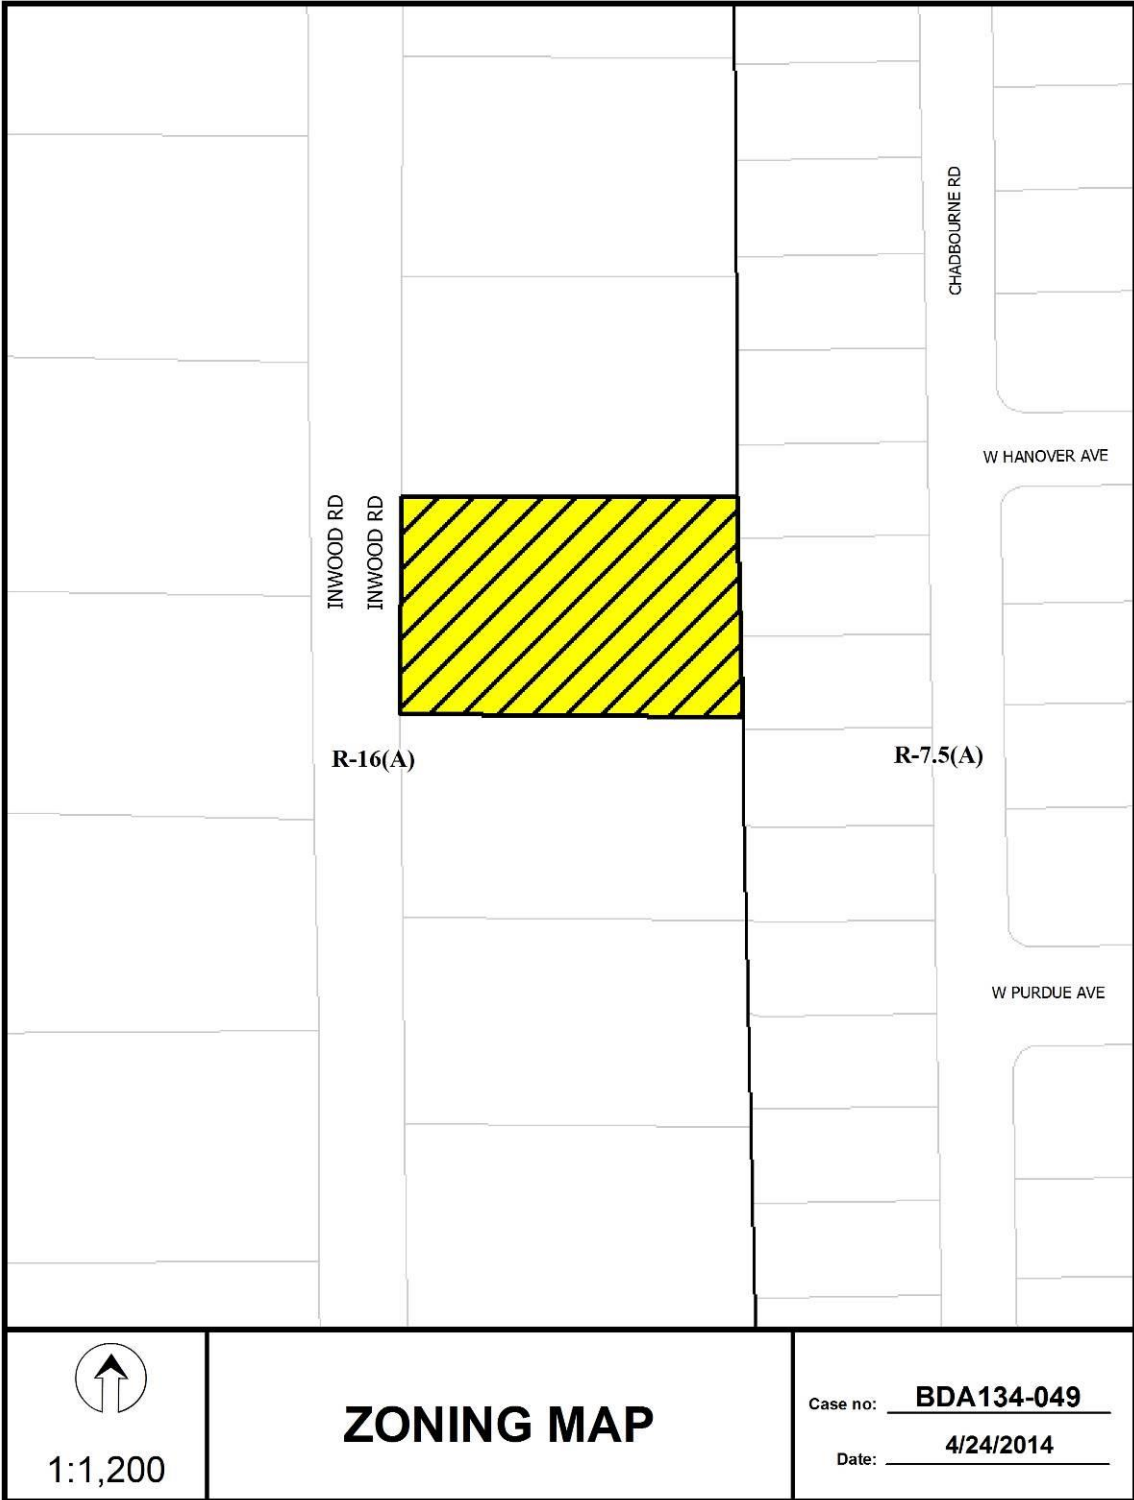 CHADBOURNE RD
W HANOVER AVE
INWOOD RD
INWOOD RD
R-16(A)
R-7.5(A)
W PURDUE AVE
1:1,200
ZONING MAP
Case no: BDA134-049
Date: 4/24/2014